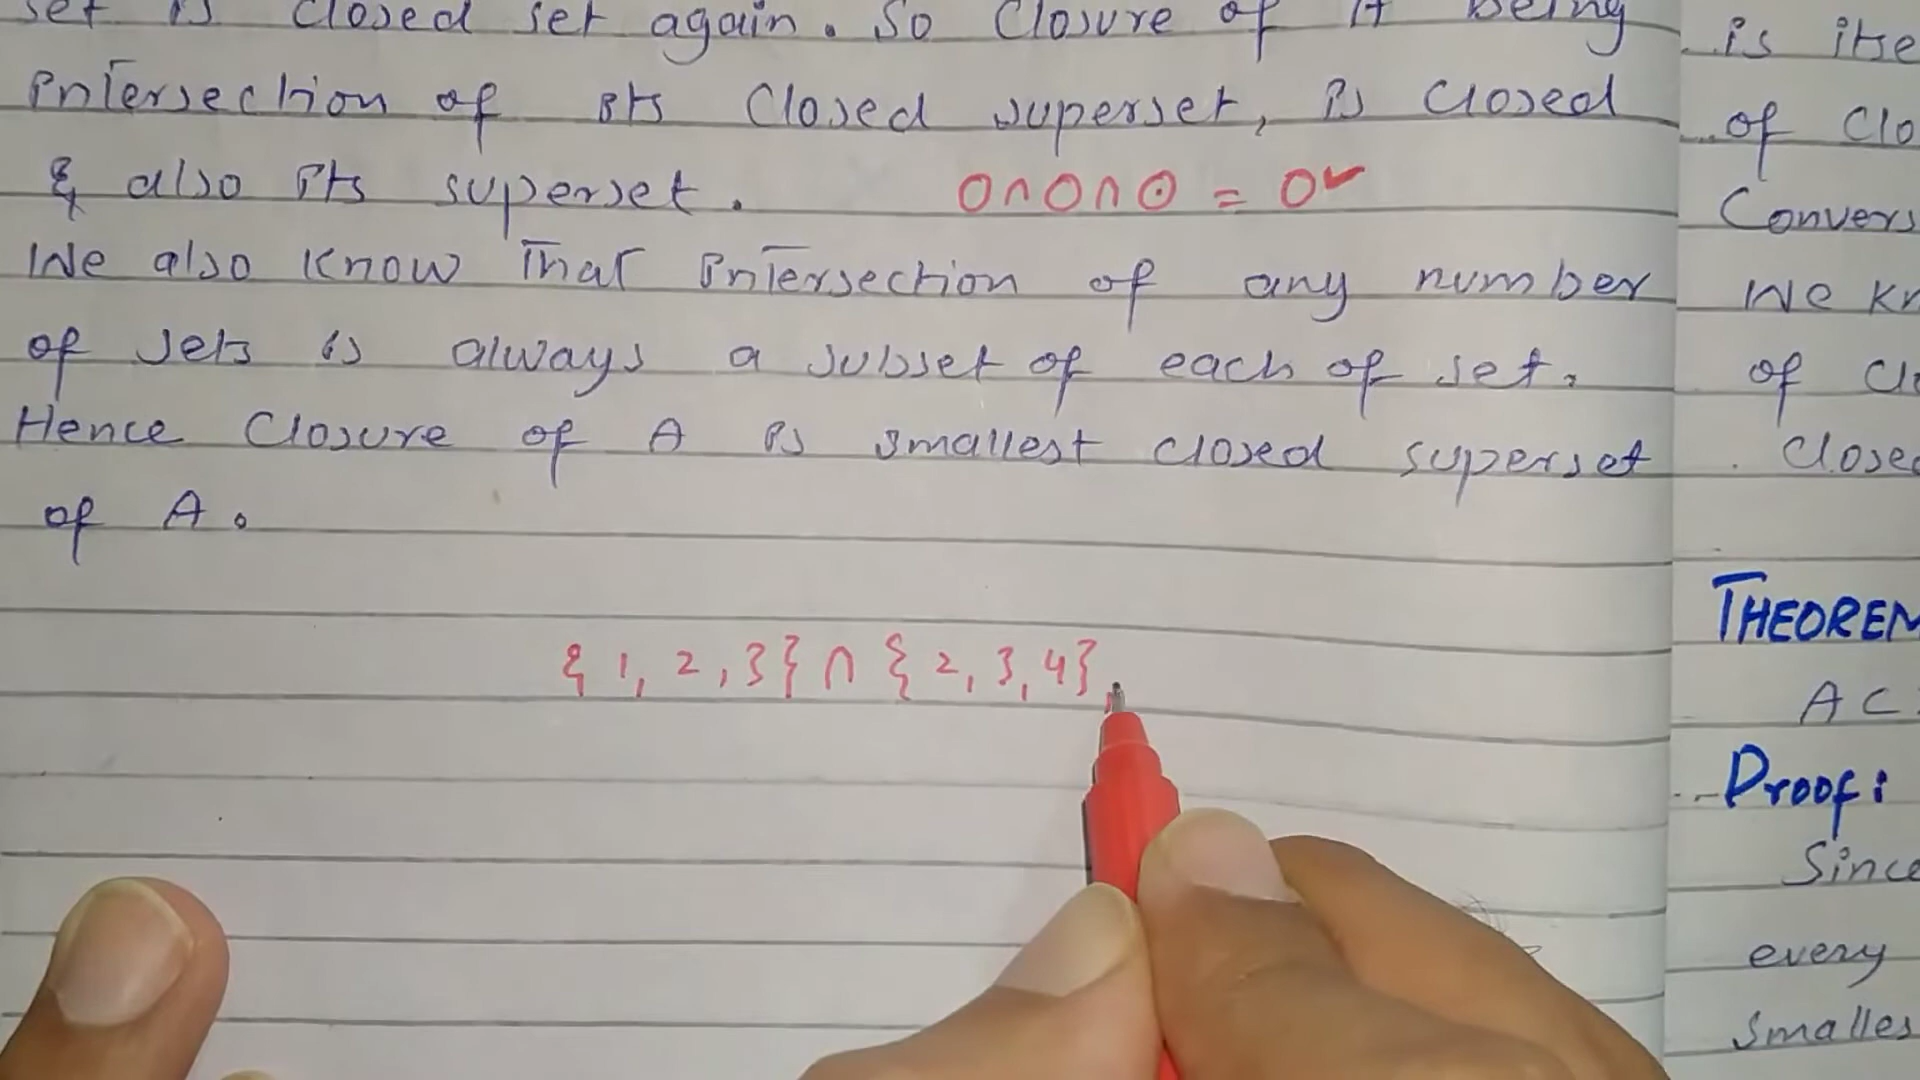 set is closed set again. So Closure of it being
intersection of its closed superset, is closed
& also its superset.
O∩O∩⊙ = O✓
We also know that intersection of any number
of sets is always a subset of each of set.
Hence Closure of A is smallest closed superset
of A.
{1, 2, 3} ∩ {2, 3, 4}
is itse
of Clo
Convers
We kn
of Clo
Closed
THEOREM
A C
Proof:
Since
every
Smalles